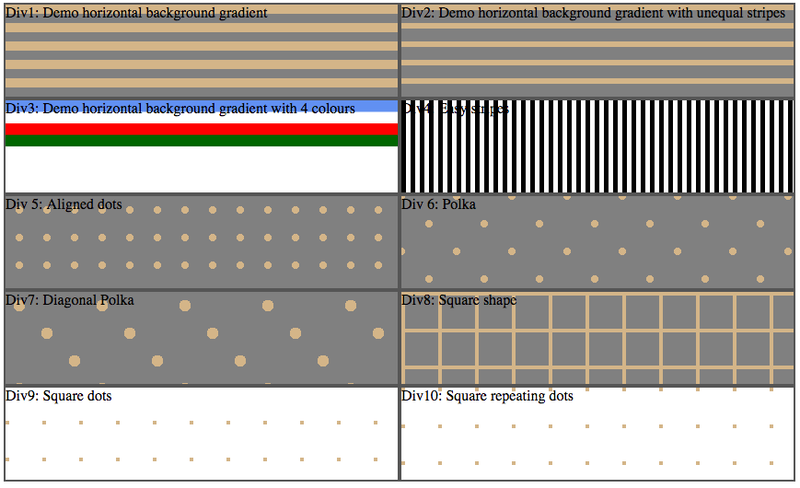 Div1: Demo horizontal background gradient
Div2: Demo horizontal background gradient with unequal stripes
Div3: Demo horizontal background gradient with 4 colours
Div4: Easy stripes
Div 5: Aligned dots
Div 6: Polka
Div7: Diagonal Polka
Div8: Square shape
Div9: Square dots
Div10: Square repeating dots